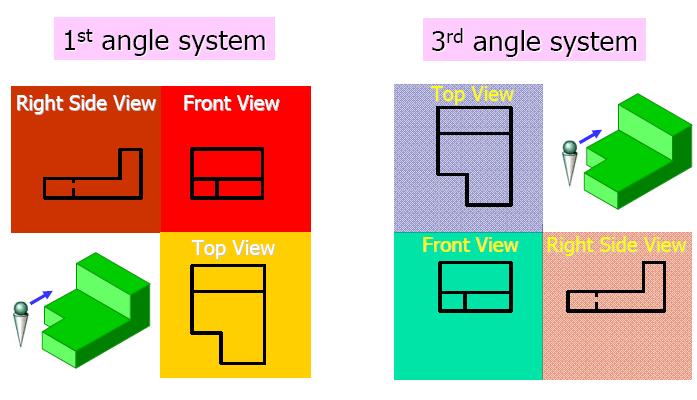 1st angle system
3rd angle system
Right Side View
Front View
Top View
Top View
Front View
Right Side View